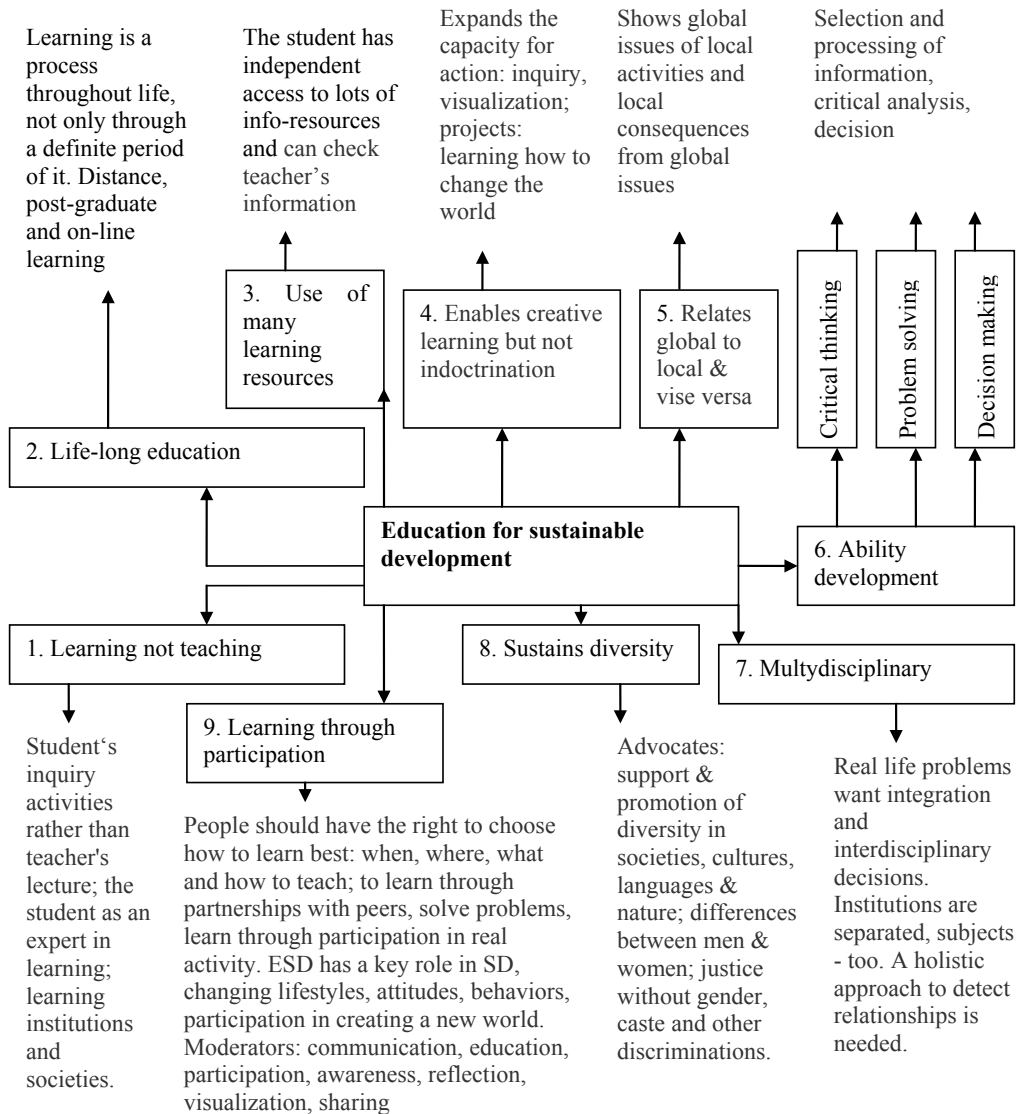 Learning is a
process
throughout life,
not only through
a definite period
of it. Distance,
post-graduate
and on-line
learning
The student has
independent
access to lots of
info-resources
and can check
teacher's
information
Expands the
capacity for
action: inquiry,
visualization;
projects:
learning how to
change the
world
Shows global
issues of local
activities and
local
consequences
from global
issues
Selection and
processing of
information,
critical analysis,
decision
3. Use of
many
learning
resources
4. Enables creative
learning but not
indoctrination
5. Relates
global to
local &
vise versa
Critical thinking
Problem solving
Decision making
2. Life-long education
Education for sustainable
development
6. Ability
development
1. Learning not teaching
8. Sustains diversity
7. Multydisciplinary
9. Learning through
participation
Student‘s
inquiry
activities
rather than
teacher's
lecture; the
student as an
expert in
learning;
learning
institutions
and
societies.
People should have the right to choose
how to learn best: when, where, what
and how to teach; to learn through
partnerships with peers, solve problems,
learn through participation in real
activity. ESD has a key role in SD,
changing lifestyles, attitudes, behaviors,
participation in creating a new world.
Moderators: communication, education,
participation, awareness, reflection,
visualization, sharing
Advocates:
support &
promotion of
diversity in
societies, cultures,
languages &
nature; differences
between men &
women; justice
without gender,
caste and other
discriminations.
Real life problems
want integration
and
interdisciplinary
decisions.
Institutions are
separated, subjects
- too. A holistic
approach to detect
relationships is
needed.